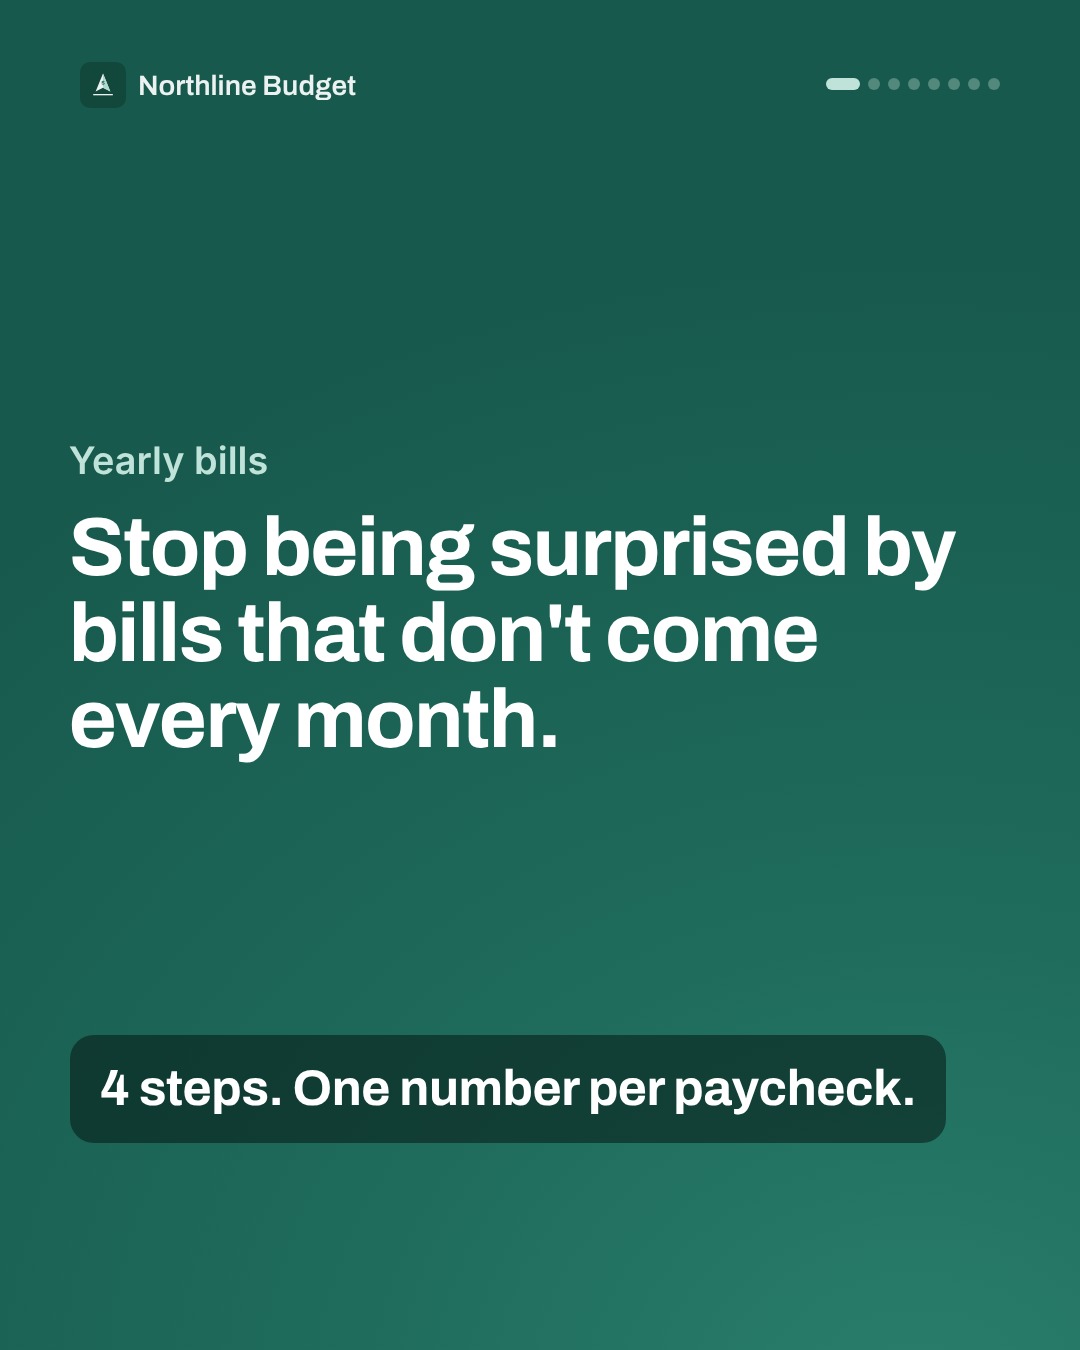 Northline Budget
Yearly bills
Stop being surprised by
bills that don't come
every month.
4 steps. One number per paycheck.